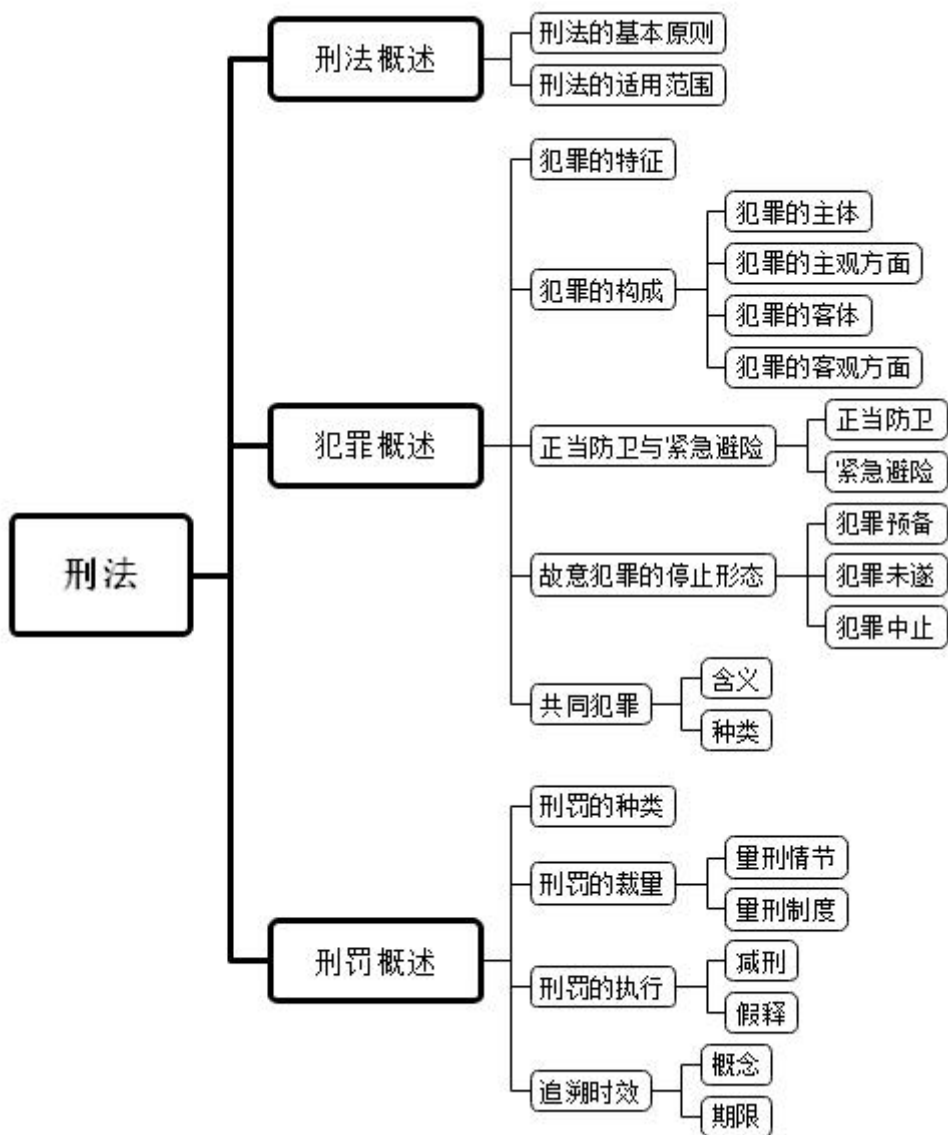 刑法
刑法概述
刑法的基本原则
刑法的适用范围
犯罪概述
犯罪的特征
犯罪的构成
犯罪的主体
犯罪的主观方面
犯罪的客体
犯罪的客观方面
正当防卫与紧急避险
正当防卫
紧急避险
故意犯罪的停止形态
犯罪预备
犯罪未遂
犯罪中止
共同犯罪
含义
种类
刑罚概述
刑罚的种类
刑罚的裁量
量刑情节
量刑制度
刑罚的执行
减刑
假释
追溯时效
概念
期限